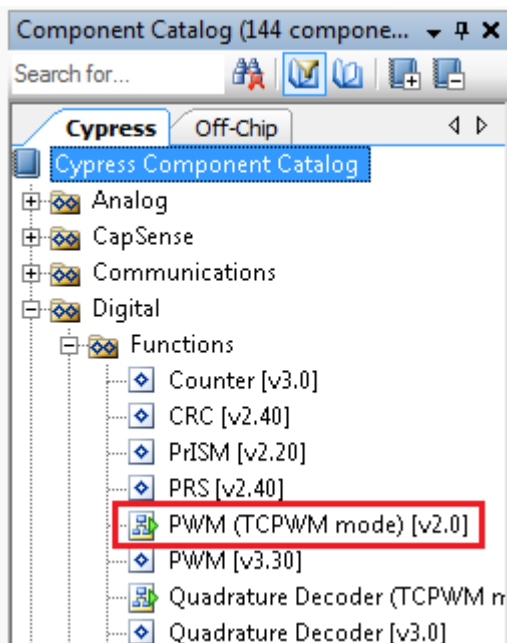 Component Catalog (144 compone...
Search for...
Cypress
Off-Chip
Cypress Component Catalog
Analog
CapSense
Communications
Digital
Functions
Counter [v3.0]
CRC [v2.40]
PrISM [v2.20]
PRS [v2.40]
PWM (TCPWM mode) [v2.0]
PWM [v3.30]
Quadrature Decoder (TCPWM m
Quadrature Decoder [v3.0]